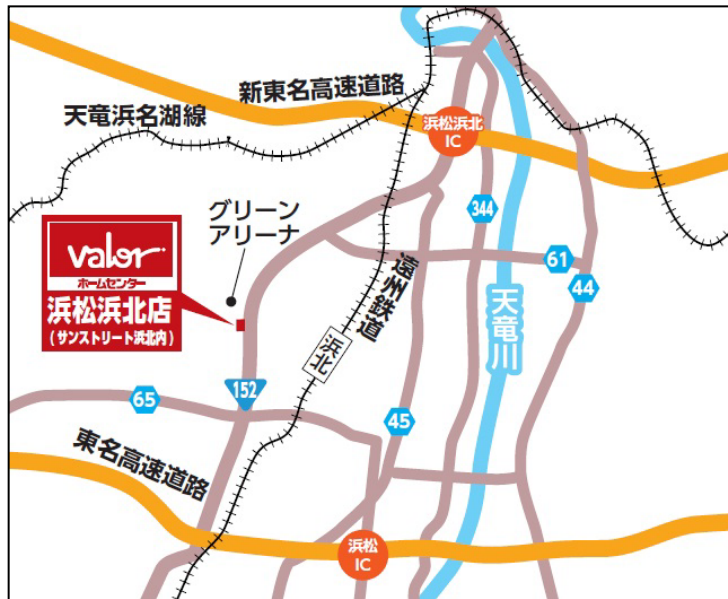 新東名高速道路
天竜浜名湖線
浜松浜北
IC
グリーン
アリーナ
344
valor
ホームセンター
浜松浜北店
(サンストリート浜北内)
遠州鉄道
61
44
天竜川
浜北
152
65
45
東名高速道路
浜松
IC